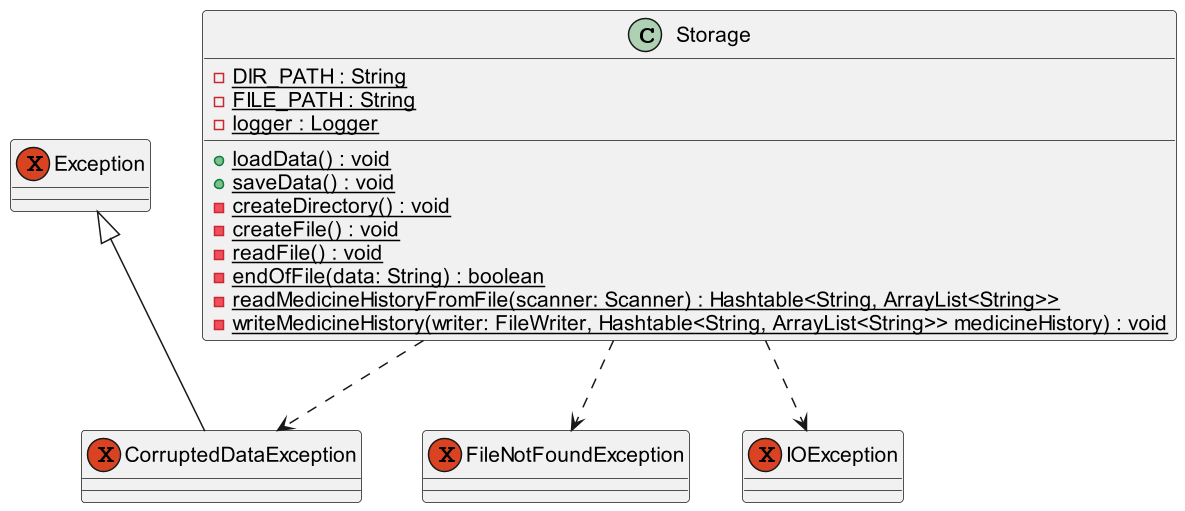 C Storage
DIR_PATH : String
FILE_PATH : String
logger : Logger
loadData() : void
saveData() : void
createDirectory() : void
createFile() : void
readFile() : void
endOfFile(data: String) : boolean
readMedicineHistoryFromFile(scanner: Scanner) : Hashtable<String, ArrayList<String>>
writeMedicineHistory(writer: FileWriter, Hashtable<String, ArrayList<String>> medicineHistory) : void
X Exception
X CorruptedDataException
X FileNotFoundException
X IOException